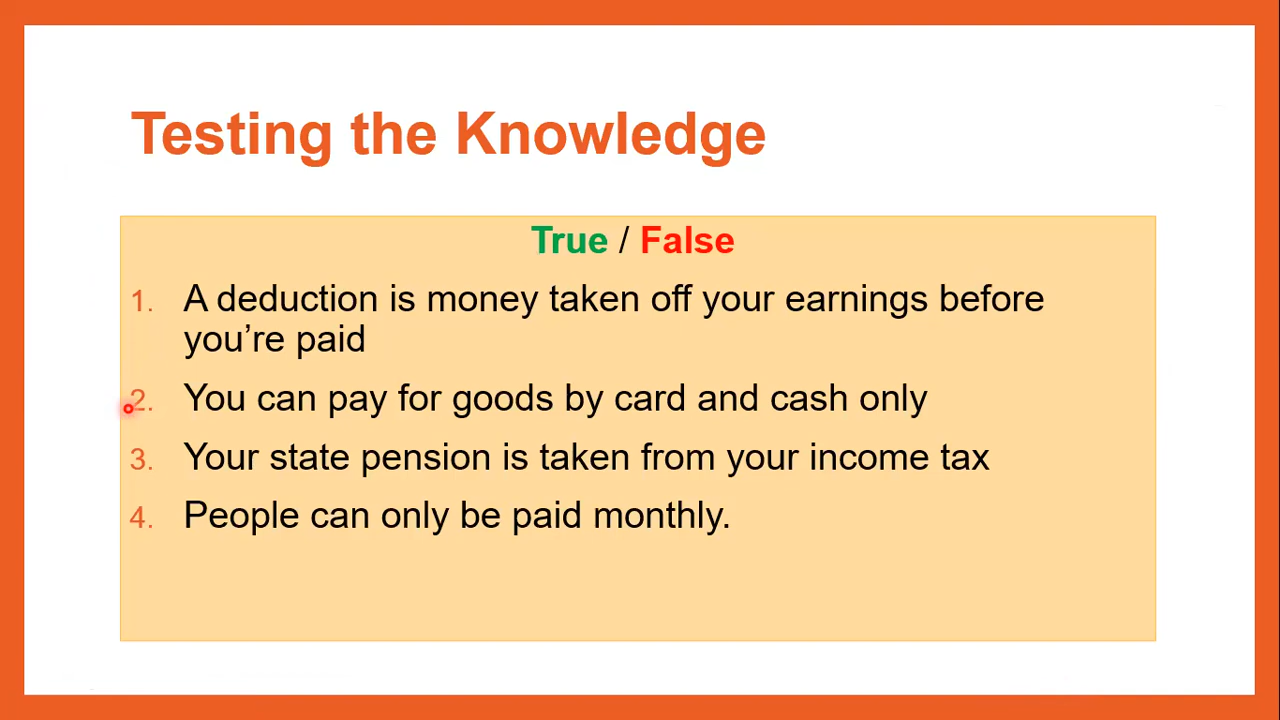 Testing the Knowledge
True / False
1. A deduction is money taken off your earnings before
you’re paid
2. You can pay for goods by card and cash only
3. Your state pension is taken from your income tax
4. People can only be paid monthly.